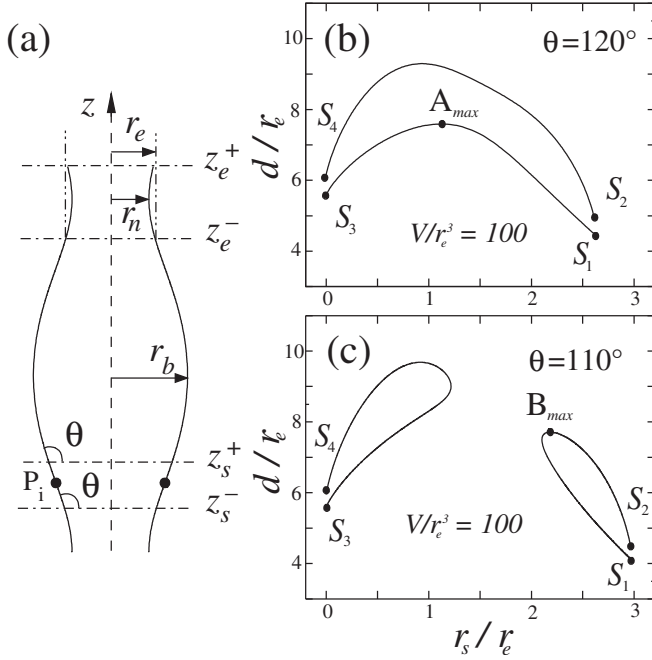 (a)
z
r_e
z_e^+
r_n
z_e^-
r_b
θ
z_s^+
P_i
θ
z_s^-
(b)
θ=120°
10
8
6
4
d/r_e
A_max
S_4
S_3
S_2
S_1
V/r_e^3 = 100
0 1 2 3
(c)
θ=110°
10
8
6
4
d/r_e
B_max
S_4
S_3
S_2
S_1
V/r_e^3 = 100
0 1 2 3
r_s/r_e